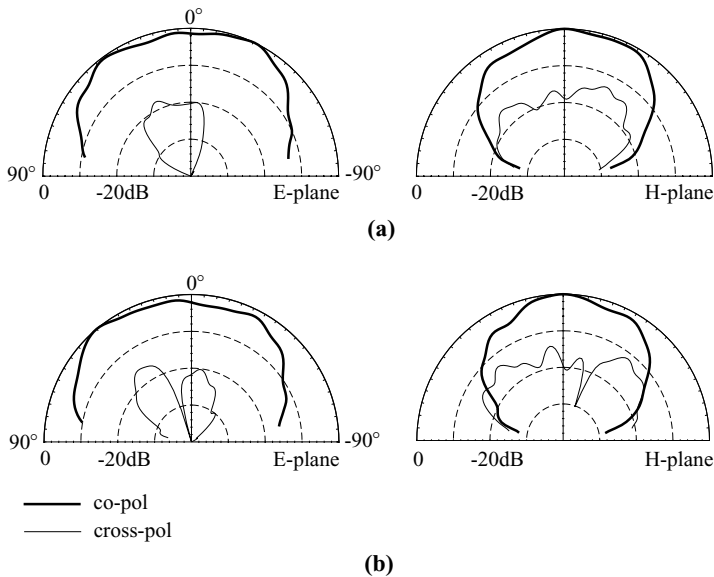 0°
90°
-90°
0
-20dB
E-plane
0
-20dB
H-plane
(a)
0°
90°
-90°
0
-20dB
E-plane
0
-20dB
H-plane
co-pol
cross-pol
(b)